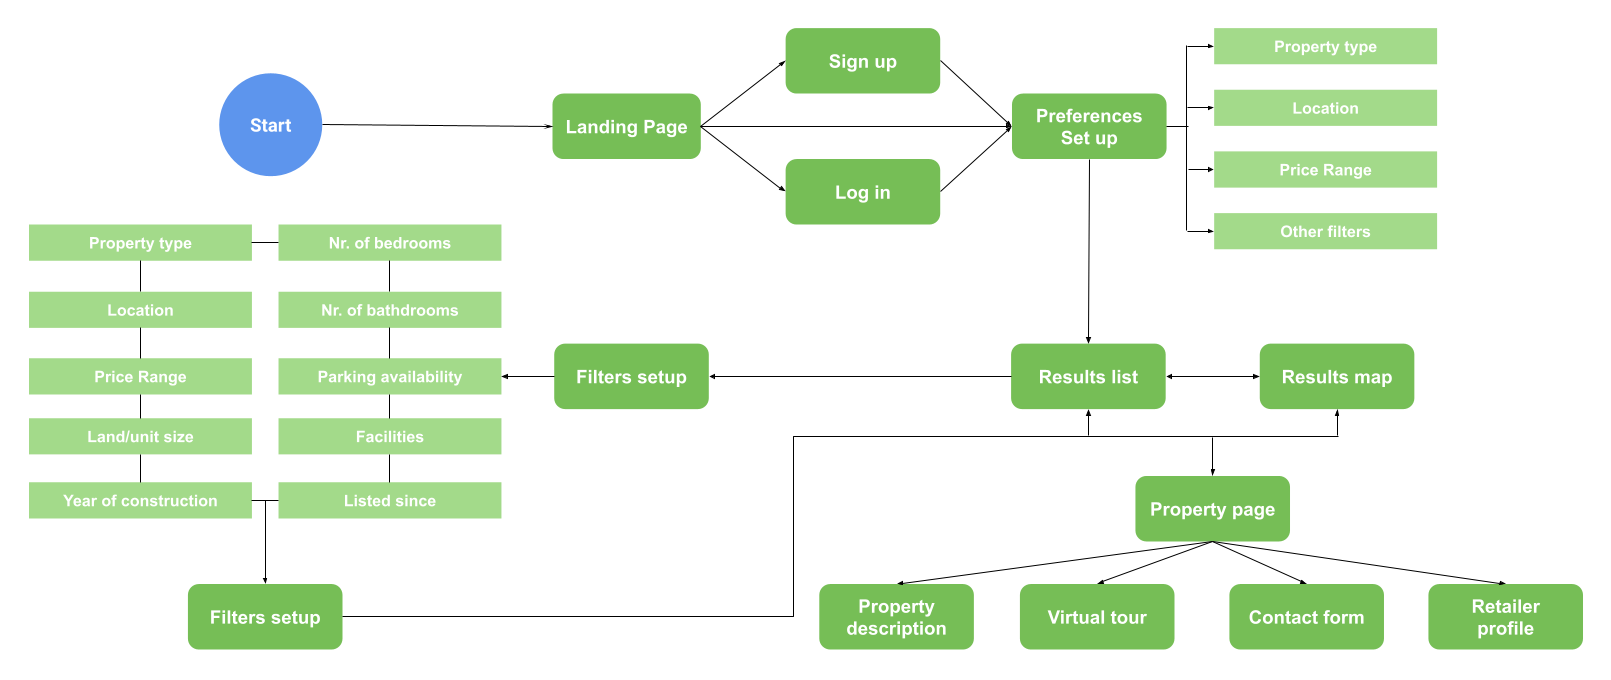 Start
Landing Page
Sign up
Log in
Preferences
Set up
Property type
Location
Price Range
Other filters
Property type
Nr. of bedrooms
Location
Nr. of bathdrooms
Price Range
Parking availability
Land/unit size
Facilities
Year of construction
Listed since
Filters setup
Results list
Results map
Filters setup
Property page
Property
description
Virtual tour
Contact form
Retailer
profile